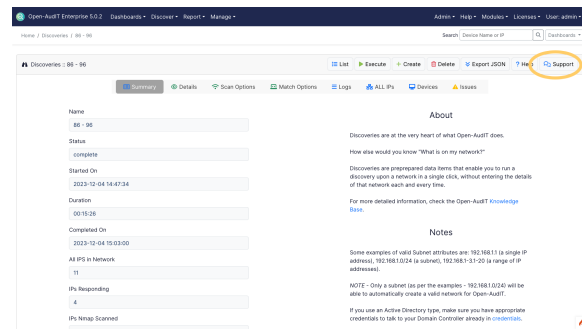 Open-AudIT Enterprise 5.0.2 Dashboards Discover Report Manage Admin Help Modules Licenses User: admin
Home / Discoveries / 86 - 96 Search Device Name or IP Dashboards
Discoveries :: 86 - 96 List Execute Create Delete Export JSON ? Help Support
Summary Details Scan Options Match Options Logs ALL IPs Devices Issues
Name
86 - 96
Status
complete
Started On
2023-12-04 14:47:34
Duration
00:15:26
Completed On
2023-12-04 15:03:00
All IPS in Network
11
IPs Responding
4
IPs Nmap Scanned
About
Discoveries are at the very heart of what Open-AudIT does.
How else would you know "What is on my network?"
Discoveries are preprepared data items that enable you to run a
discovery upon a network in a single click, without entering the details
of that network each and every time.
For more detailed information, check the Open-AudIT Knowledge
Base.
Notes
Some examples of valid Subnet attributes are: 192.168.1.1 (a single IP
address), 192.168.1.0/24 (a subnet), 192.168.1-3.1-20 (a range of IP
addresses).
NOTE - Only a subnet (as per the examples - 192.168.1.0/24) will be
able to automatically create a valid network for Open-AudIT.
If you use an Active Directory type, make sure you have appropriate
credentials to talk to your Domain Controller already in credentials.